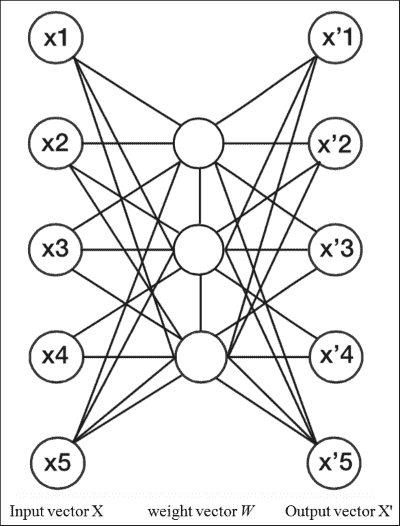 x1 x'1
x2 x'2
x3 x'3
x4 x'4
x5 x'5
Input vector X weight vector W Output vector X'